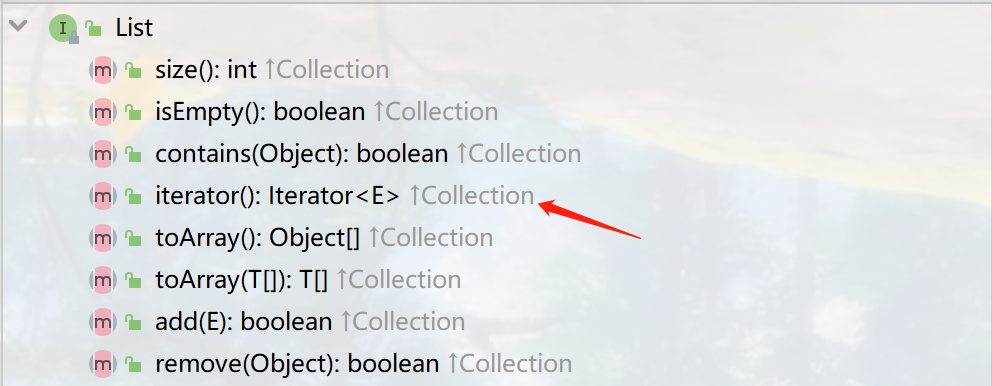 I List
m size(): int ↑Collection
m isEmpty(): boolean ↑Collection
m contains(Object): boolean ↑Collection
m iterator(): Iterator<E> ↑Collection
m toArray(): Object[] ↑Collection
m toArray(T[]): T[] ↑Collection
m add(E): boolean ↑Collection
m remove(Object): boolean ↑Collection